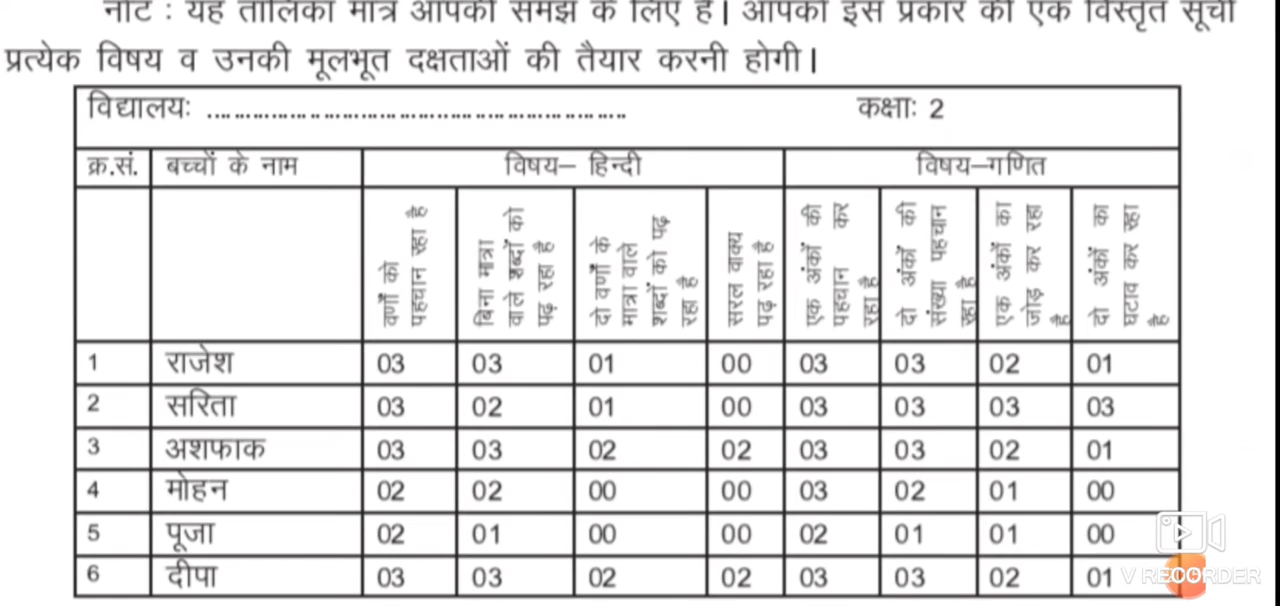 नोट : यह तालिका मात्र आपकी समझ के लिए है। आपको इस प्रकार की एक विस्तृत सूची
प्रत्येक विषय व उनकी मूलभूत दक्षताओं की तैयार करनी होगी।
विद्यालयः ........................................................ कक्षाः 2
क्र.सं. बच्चों के नाम विषय– हिन्दी विषय–गणित
वर्णों को
पहचान रहा है
बिना मात्रा
वाले शब्दों को
पढ़ रहा है
दो वर्णों के
मात्रा वाले
शब्दों को पढ़
रहा है
सरल वाक्य
पढ़ रहा है
एक अंकों की
पहचान कर
रहा है
दो अंकों की
संख्या पहचान
रहा है
एक अंकों का
जोड़ कर रहा
है
दो अंकों का
घटाव कर रहा
है
1 राजेश 03 03 01 00 03 03 02 01
2 सरिता 03 02 01 00 03 03 03 03
3 अशफाक 03 03 02 02 03 03 02 01
4 मोहन 02 02 00 00 03 02 01 00
5 पूजा 02 01 00 00 02 01 01 00
6 दीपा 03 03 02 02 03 03 02 01
V RECORDER